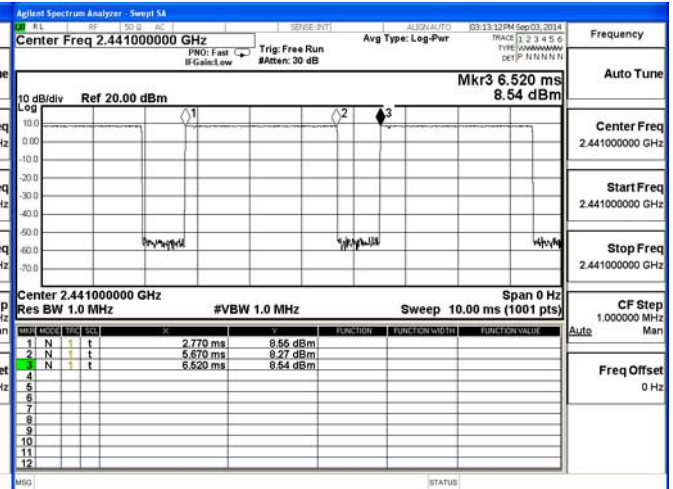 Agilent Spectrum Analyzer - Swept SA
RL RF 50 Ω AC SENSE:INT ALIGNAUTO 03:13:12 PM Sep 03, 2014
Center Freq 2.441000000 GHz
PNO: Fast
IFGain:Low
Trig: Free Run
#Atten: 30 dB
Avg Type: Log-Pwr
TRACE 1 2 3 4 5 6
TYPE WWWWWW
DET P N N N N N
Mkr3 6.520 ms
8.54 dBm
10 dB/div Ref 20.00 dBm
Log
10.0
0.00
-10.0
-20.0
-30.0
-40.0
-50.0
-60.0
-70.0
1
2
3
Center 2.441000000 GHz Span 0 Hz
Res BW 1.0 MHz #VBW 1.0 MHz Sweep 10.00 ms (1001 pts)
MKR MODE TRC SCL X Y FUNCTION FUNCTION WIDTH FUNCTION VALUE
1 N 1 t 2.770 ms 8.55 dBm
2 N 1 t 5.670 ms 8.27 dBm
3 N 1 t 6.520 ms 8.54 dBm
4
5
6
7
8
9
10
11
12
MSG STATUS
Frequency
Auto Tune
Center Freq
2.441000000 GHz
Start Freq
2.441000000 GHz
Stop Freq
2.441000000 GHz
CF Step
1.000000 MHz
Auto Man
Freq Offset
0 Hz